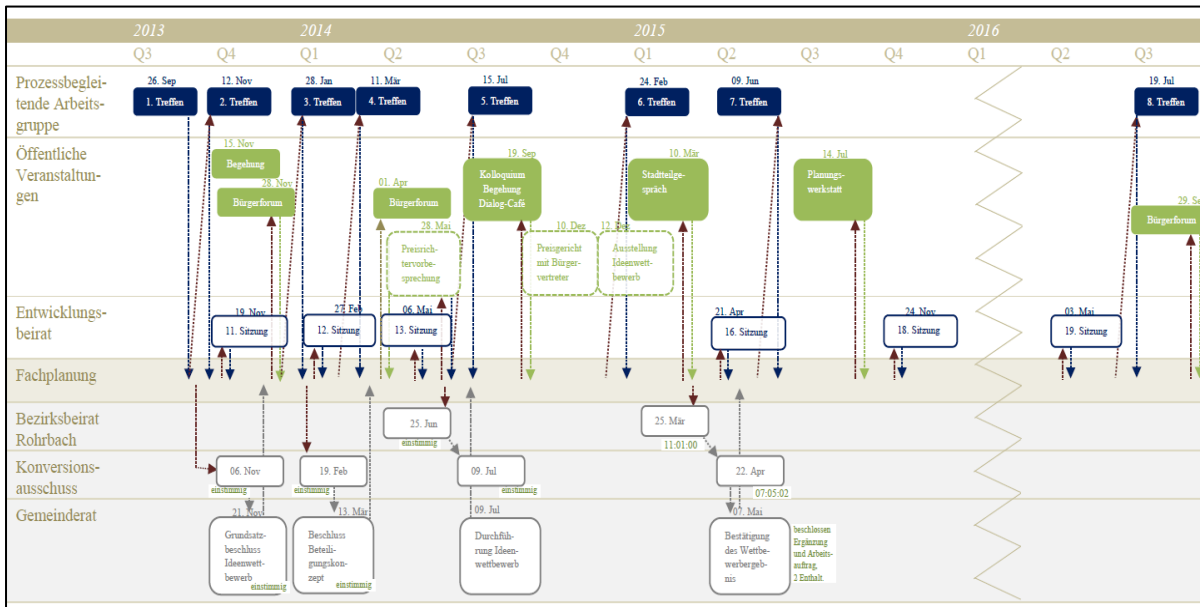 2013
2014
2015
2016
Q3
Q4
Q1
Q2
Q3
Q4
Q1
Q2
Q3
Q4
Q1
Q2
Q3
Prozessbeglei-
tende Arbeits-
gruppe
26. Sep
1. Treffen
12. Nov
2. Treffen
28. Jan
3. Treffen
11. Mär
4. Treffen
15. Jul
5. Treffen
24. Feb
6. Treffen
09. Jun
7. Treffen
19. Jul
8. Treffen
Öffentliche
Veranstaltun-
gen
15. Nov
Begehung
28. Nov
Bürgerforum
01. Apr
Bürgerforum
28. Mai
Preisrich-
tervorbe-
sprechung
19. Sep
Kolloquium
Begehung
Dialog-Café
10. Dez
Preisgericht
mit Bürger-
vertreter
12. Dez
Ausstellung
Ideenwett-
bewerb
10. Mär
Stadtteilge-
spräch
14. Jul
Planungs-
werkstatt
29. Se
Bürgerforum
Entwicklungs-
beirat
19. Nov
11. Sitzung
27. Feb
12. Sitzung
06. Mai
13. Sitzung
21. Apr
16. Sitzung
24. Nov
18. Sitzung
03. Mai
19. Sitzung
Fachplanung
Bezirksbeirat
Rohrbach
25. Jun
einstimmig
25. Mär
11:01:00
Konversions-
ausschuss
06. Nov
einstimmig
19. Feb
einstimmig
09. Jul
einstimmig
22. Apr
07:05:02
Gemeinderat
21. Nov
Grundsatz-
beschluss
Ideenwett-
bewerb
einstimmig
13. Mär
Beschluss
Beteili-
gungskon-
zept
einstimmig
09. Jul
Durchfüh-
rung Ideen-
wettbewerb
07. Mai
Bestätigung
des Wettbe-
werbergeb-
nis
beschlossen
Ergänzung
und Arbeits-
auftrag,
2 Enthalt.